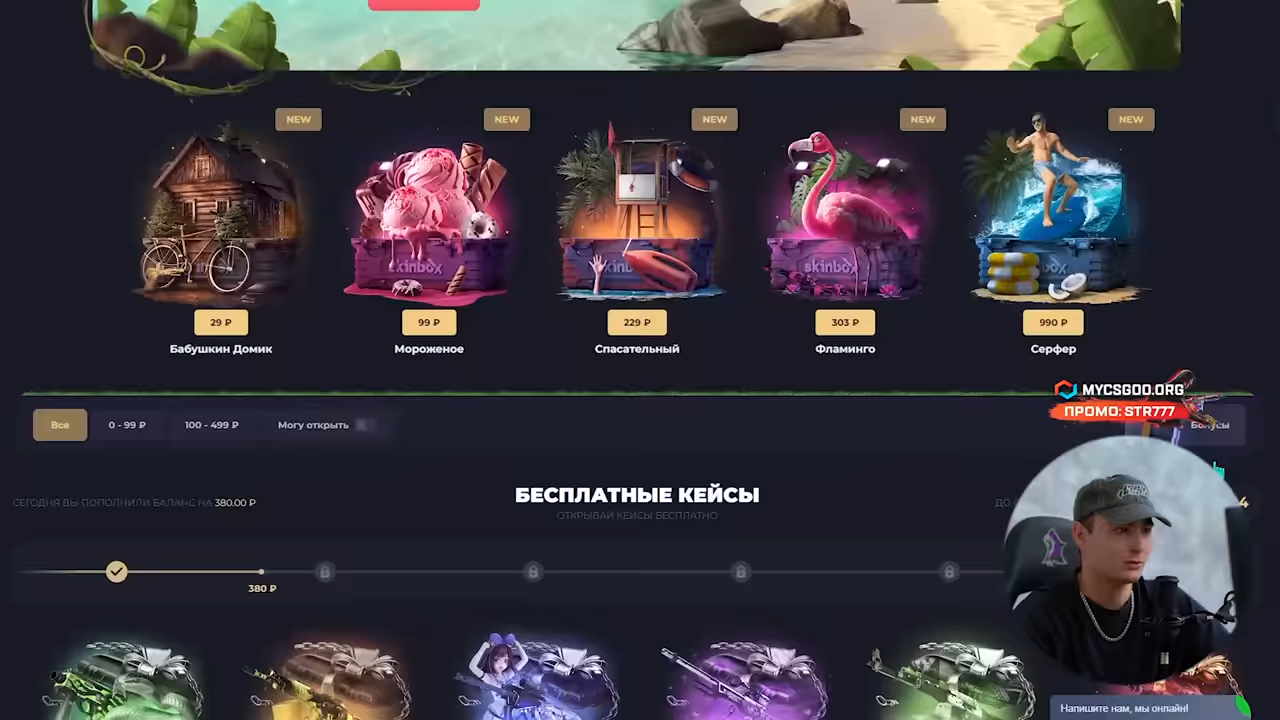 NEW
NEW
NEW
NEW
NEW
skinbox
29 ₽
99 ₽
229 ₽
303 ₽
990 ₽
Бабушкин Домик
Мороженое
Спасательный
Фламинго
Серфер
MYCSGOO.ORG
ПРОМО: STR777
Все
0 - 99 ₽
100 - 499 ₽
Могу открыть
Бонусы
БЕСПЛАТНЫЕ КЕЙСЫ
СЕГОДНЯ ВЫ ПОПОЛНИЛИ БАЛАНС НА 380.00 ₽
ДО
4
ОТКРЫВАЙ КЕЙСЫ БЕСПЛАТНО
380 ₽
Напишите нам, мы онлайн!